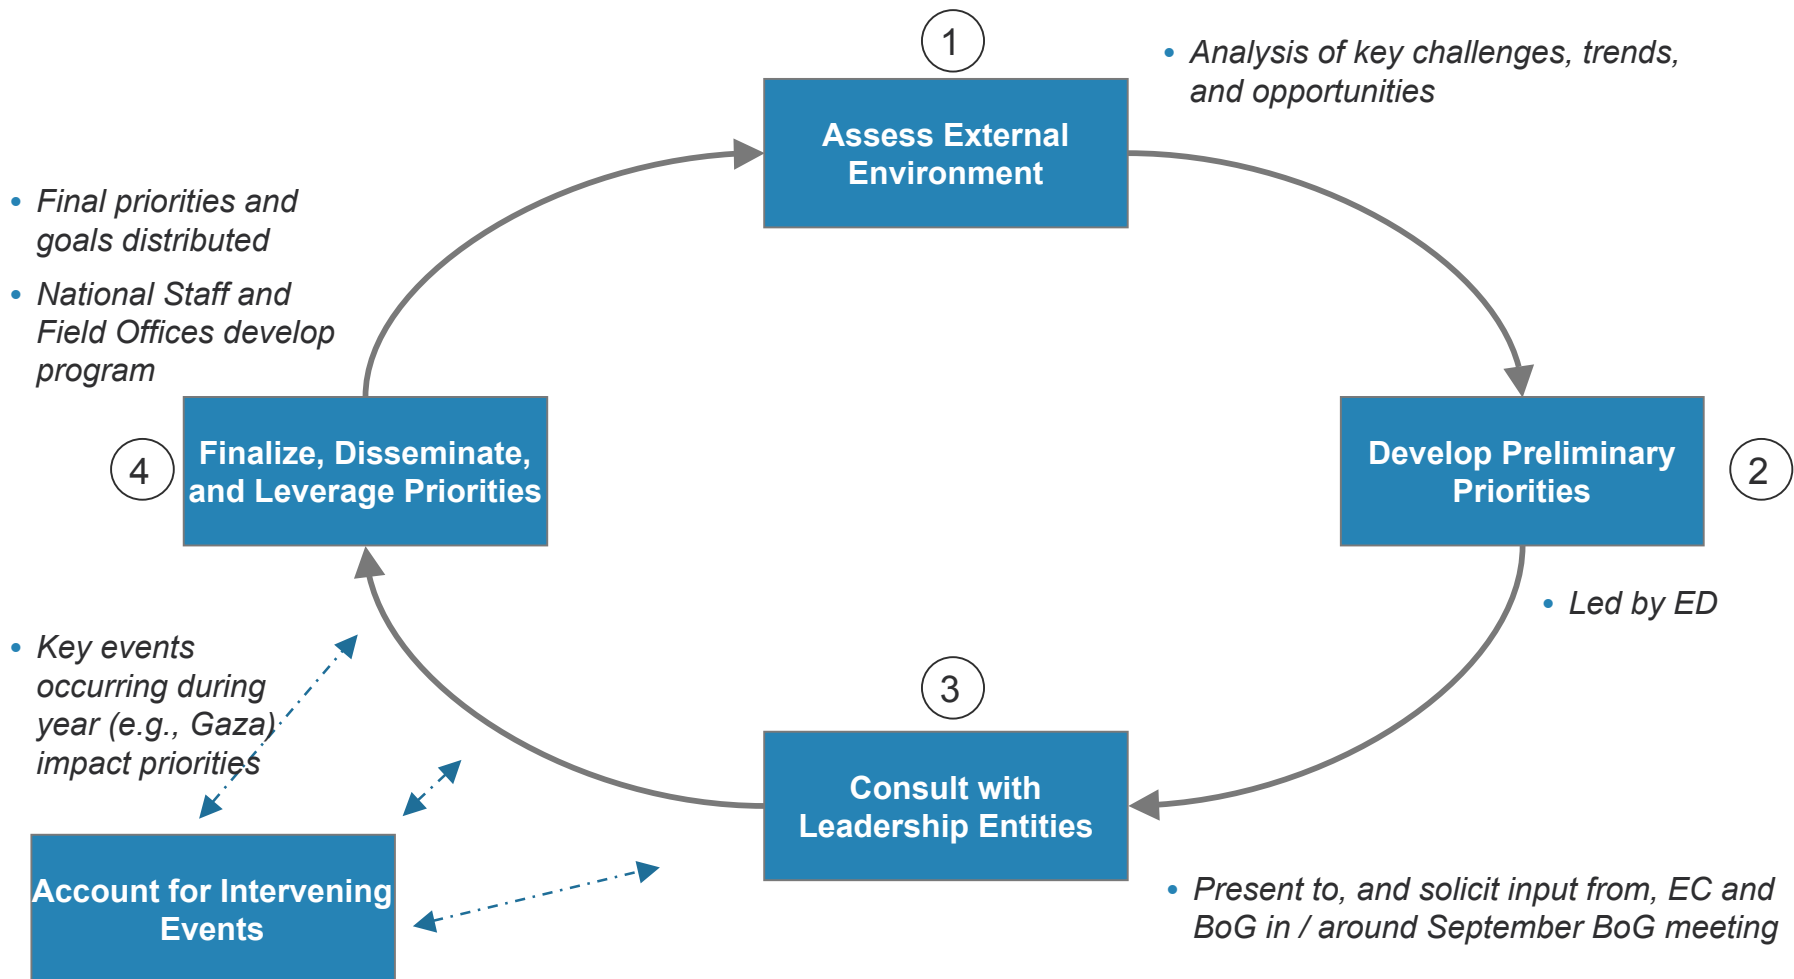 1
Assess External
Environment
• Analysis of key challenges, trends,
and opportunities
• Final priorities and
goals distributed
• National Staff and
Field Offices develop
program
4
Finalize, Disseminate,
and Leverage Priorities
Develop Preliminary
Priorities
2
• Led by ED
• Key events
occurring during
year (e.g., Gaza)
impact priorities
3
Consult with
Leadership Entities
Account for Intervening
Events
• Present to, and solicit input from, EC and
BoG in / around September BoG meeting